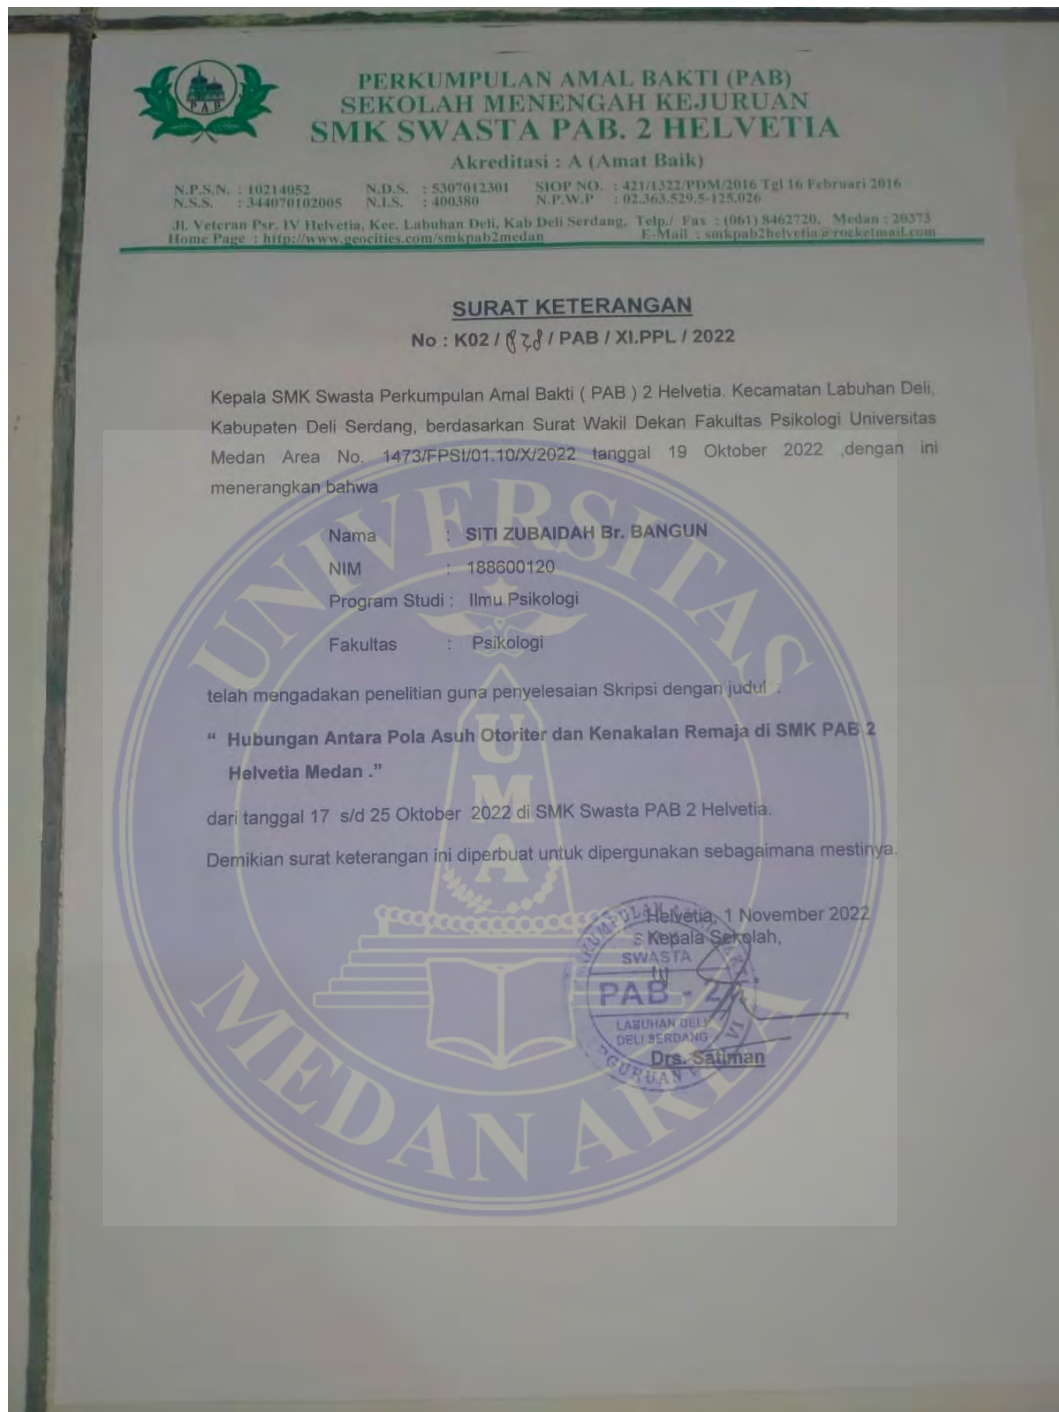 PAB
PERKUMPULAN AMAL BAKTI (PAB)
SEKOLAH MENENGAH KEJURUAN
SMK SWASTA PAB. 2 HELVETIA
Akreditasi : A (Amat Baik)
N.P.S.N. : 10214052 N.D.S. : 5307012301 SIOP NO. : 421/1322/PDM/2016 Tgl 16 Februari 2016
N.S.S. : 344070102005 N.I.S. : 400380 N.P.W.P : 02.363.529.5-125.026
Jl. Veteran Psr. IV Helvetia, Kec. Labuhan Deli, Kab Deli Serdang, Telp./ Fax : (061) 8462720, Medan : 20373
Home Page : http://www.geocities.com/smkpab2medan E-Mail : smkpab2helvetia@rocketmail.com
SURAT KETERANGAN
No : K02 / / PAB / XI.PPL / 2022
Kepala SMK Swasta Perkumpulan Amal Bakti ( PAB ) 2 Helvetia. Kecamatan Labuhan Deli,
Kabupaten Deli Serdang, berdasarkan Surat Wakil Dekan Fakultas Psikologi Universitas
Medan Area No. 1473/FPSI/01.10/X/2022 tanggal 19 Oktober 2022 ,dengan ini
menerangkan bahwa
Nama : SITI ZUBAIDAH Br. BANGUN
NIM : 188600120
Program Studi : Ilmu Psikologi
Fakultas : Psikologi
telah mengadakan penelitian guna penyelesaian Skripsi dengan judul :
“ Hubungan Antara Pola Asuh Otoriter dan Kenakalan Remaja di SMK PAB 2
Helvetia Medan .”
dari tanggal 17 s/d 25 Oktober 2022 di SMK Swasta PAB 2 Helvetia.
Demikian surat keterangan ini diperbuat untuk dipergunakan sebagaimana mestinya.
Helvetia, 1 November 2022
Kepala Sekolah,
SWASTA
PAB - 2
LABUHAN DELI
DELI SERDANG
Drs. Satiman
UNIVERSITAS
UMA
MEDAN AREA